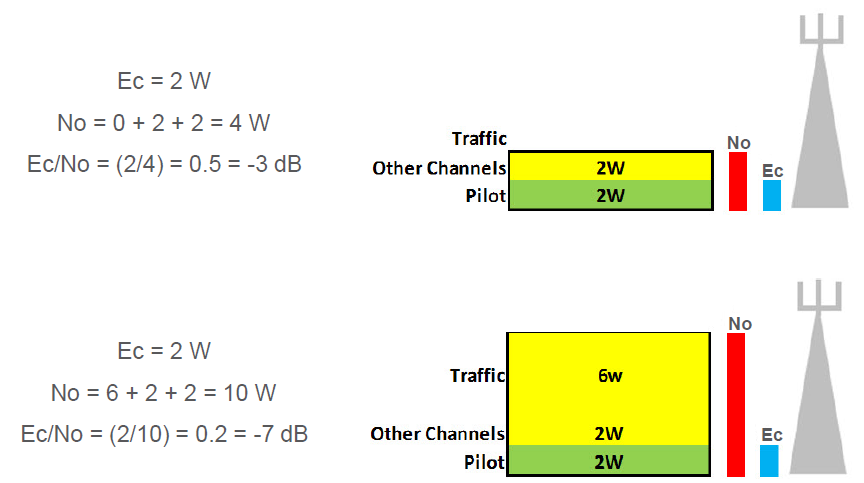 Ec = 2 W
No = 0 + 2 + 2 = 4 W
Ec/No = (2/4) = 0.5 = -3 dB
Traffic
Other Channels 2W
Pilot 2W
No
Ec
Ec = 2 W
No = 6 + 2 + 2 = 10 W
Ec/No = (2/10) = 0.2 = -7 dB
Traffic 6w
Other Channels 2W
Pilot 2W
No
Ec